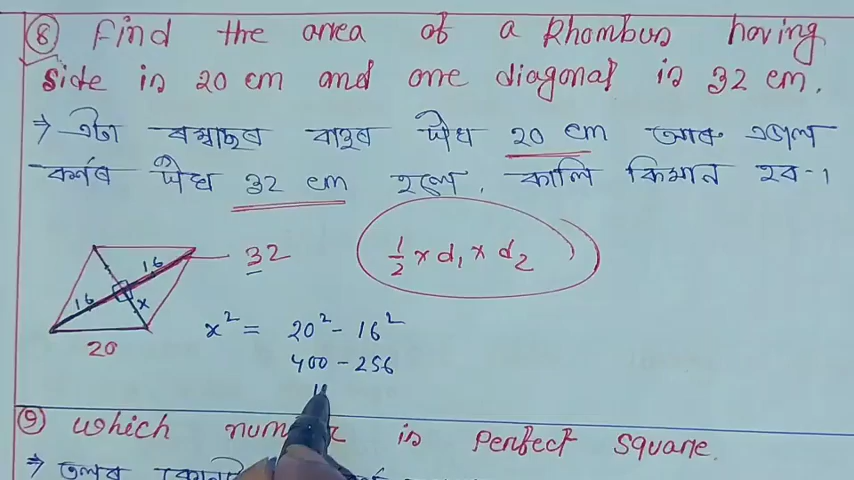 ⑧ Find the area of a Rhombus having
side is 20 cm and one diagonal is 32 cm.
⇒ এটা ৰম্বাছৰ বাহুৰ দৈৰ্ঘ 20 cm আৰু এডাল
কৰ্ণৰ দৈৰ্ঘ 32 cm হলে, কালি কিমান হব-।
16 16 x 20
32
1/2 × d₁ × d₂
x² = 20² - 16²
400 - 256
⑨ which number is Perfect Square.
⇒ তলৰ